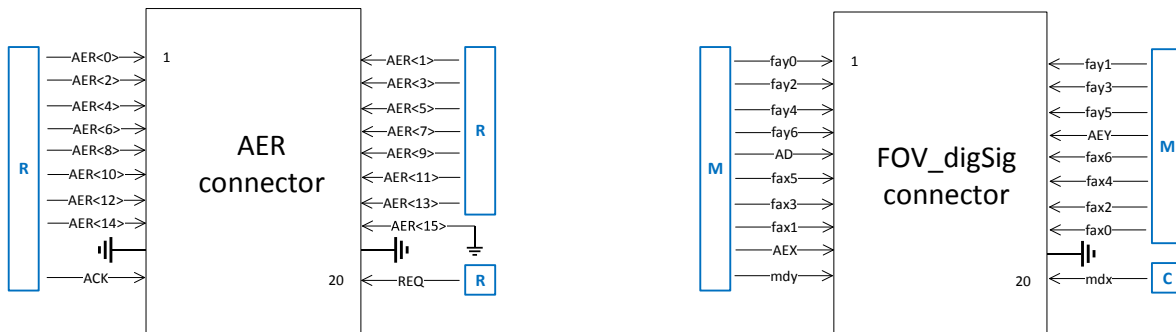 R
AER<0>
AER<2>
AER<4>
AER<6>
AER<8>
AER<10>
AER<12>
AER<14>
ACK
1
AER
connector
20
AER<1>
AER<3>
AER<5>
AER<7>
AER<9>
AER<11>
AER<13>
AER<15>
REQ
R
R
M
fay0
fay2
fay4
fay6
AD
fax5
fax3
fax1
AEX
mdy
1
FOV_digSig
connector
20
fay1
fay3
fay5
AEY
fax6
fax4
fax2
fax0
mdx
M
C